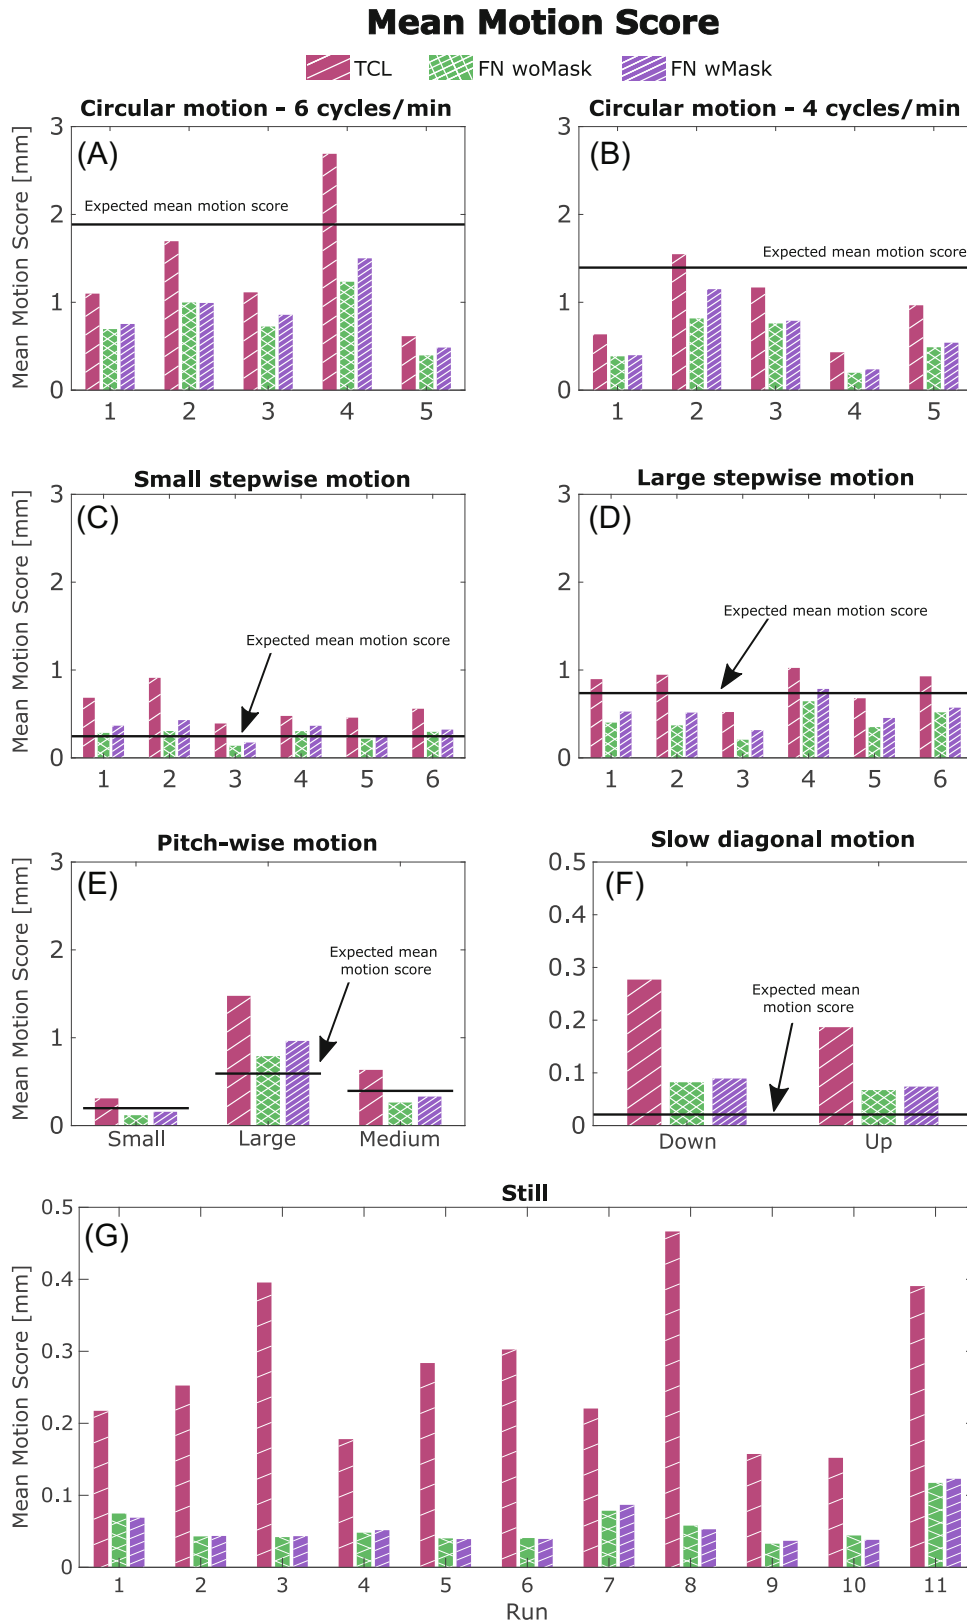 Mean Motion Score
TCL FN woMask FN wMask
Circular motion - 6 cycles/min
Circular motion - 4 cycles/min
(A)
Mean Motion Score [mm]
3
2
1
0
Expected mean motion score
1 2 3 4 5
(B)
3
2
1
0
Expected mean motion score
1 2 3 4 5
Small stepwise motion
Large stepwise motion
(C)
Mean Motion Score [mm]
3
2
1
0
Expected mean motion score
1 2 3 4 5 6
(D)
3
2
1
0
Expected mean motion score
1 2 3 4 5 6
Pitch-wise motion
Slow diagonal motion
(E)
Mean Motion Score [mm]
3
2
1
0
Expected mean
motion score
Small Large Medium
(F)
0.5
0.4
0.3
0.2
0.1
0
Expected mean
motion score
Down Up
Still
(G)
Mean Motion Score [mm]
0.5
0.4
0.3
0.2
0.1
0
1 2 3 4 5 6 7 8 9 10 11
Run